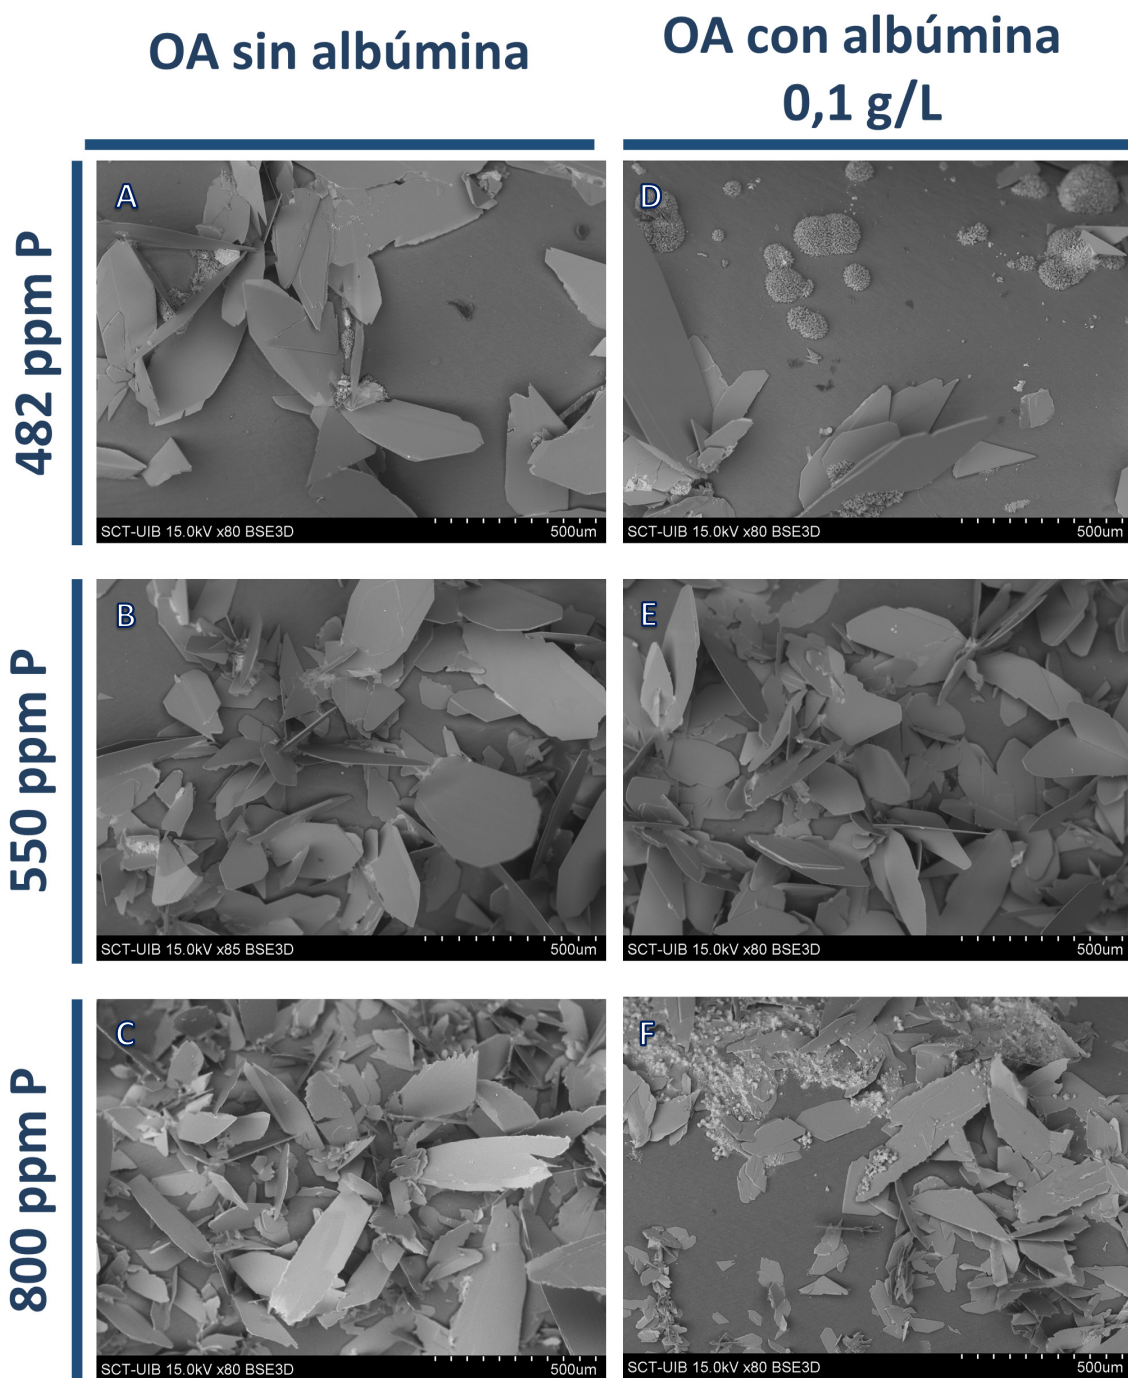 OA sin albúmina
OA con albúmina
0,1 g/L
482 ppm P
A
SCT-UIB 15.0kV x80 BSE3D 500um
D
SCT-UIB 15.0kV x80 BSE3D 500um
550 ppm P
B
SCT-UIB 15.0kV x85 BSE3D 500um
E
SCT-UIB 15.0kV x80 BSE3D 500um
800 ppm P
C
SCT-UIB 15.0kV x80 BSE3D 500um
F
SCT-UIB 15.0kV x80 BSE3D 500um